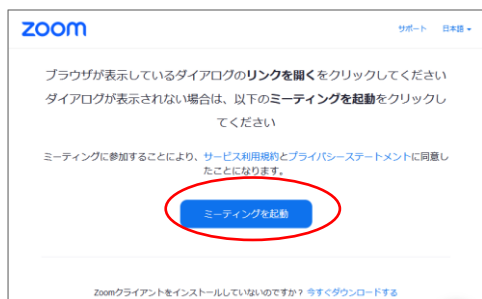 zoom
サポート 日本語
ブラウザが表示しているダイアログのリンクを開くをクリックしてください
ダイアログが表示されない場合は、以下のミーティングを起動をクリックし
てください
ミーティングに参加することにより、サービス利用規約とプライバシーステートメントに同意し
たことになります。
ミーティングを起動
Zoomクライアントをインストールしていないのですか？今すぐダウンロードする